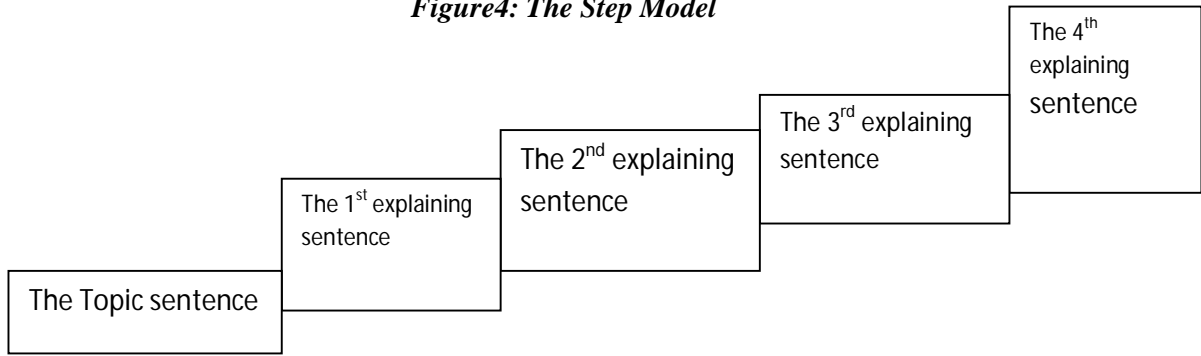 Figure4: The Step Model
The Topic sentence
The 1st explaining
sentence
The 2nd explaining
sentence
The 3rd explaining
sentence
The 4th
explaining
sentence